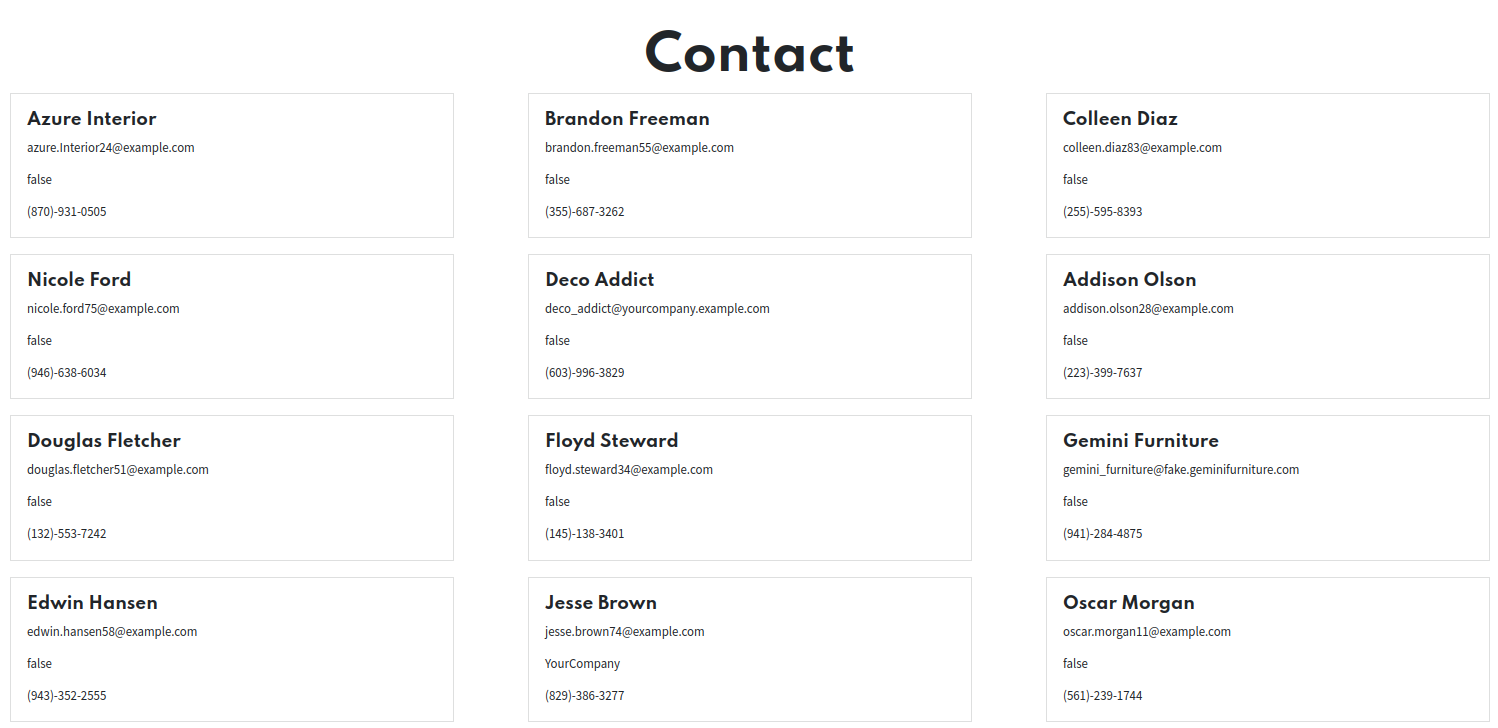 Contact
Azure Interior
azure.Interior24@example.com
false
(870)-931-0505
Brandon Freeman
brandon.freeman55@example.com
false
(355)-687-3262
Colleen Diaz
colleen.diaz83@example.com
false
(255)-595-8393
Nicole Ford
nicole.ford75@example.com
false
(946)-638-6034
Deco Addict
deco_addict@yourcompany.example.com
false
(603)-996-3829
Addison Olson
addison.olson28@example.com
false
(223)-399-7637
Douglas Fletcher
douglas.fletcher51@example.com
false
(132)-553-7242
Floyd Steward
floyd.steward34@example.com
false
(145)-138-3401
Gemini Furniture
gemini_furniture@fake.geminifurniture.com
false
(941)-284-4875
Edwin Hansen
edwin.hansen58@example.com
false
(943)-352-2555
Jesse Brown
jesse.brown74@example.com
YourCompany
(829)-386-3277
Oscar Morgan
oscar.morgan11@example.com
false
(561)-239-1744